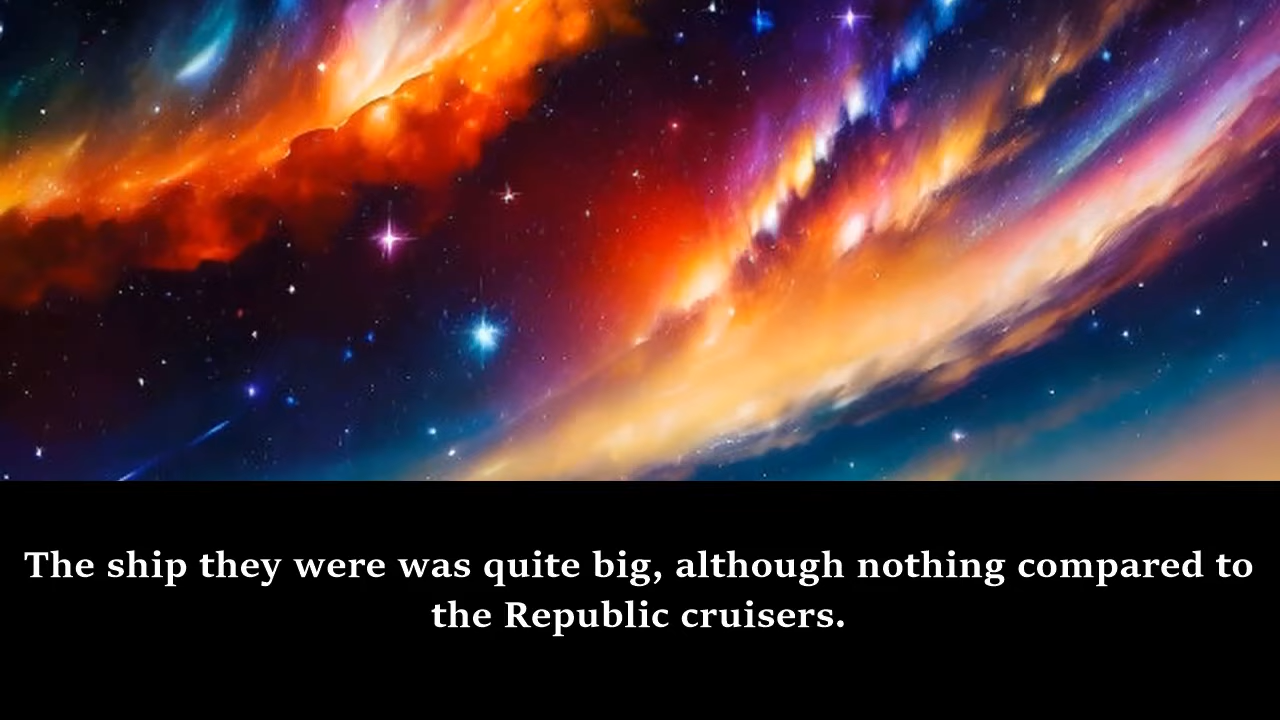 The ship they were was quite big, although nothing compared to
the Republic cruisers.